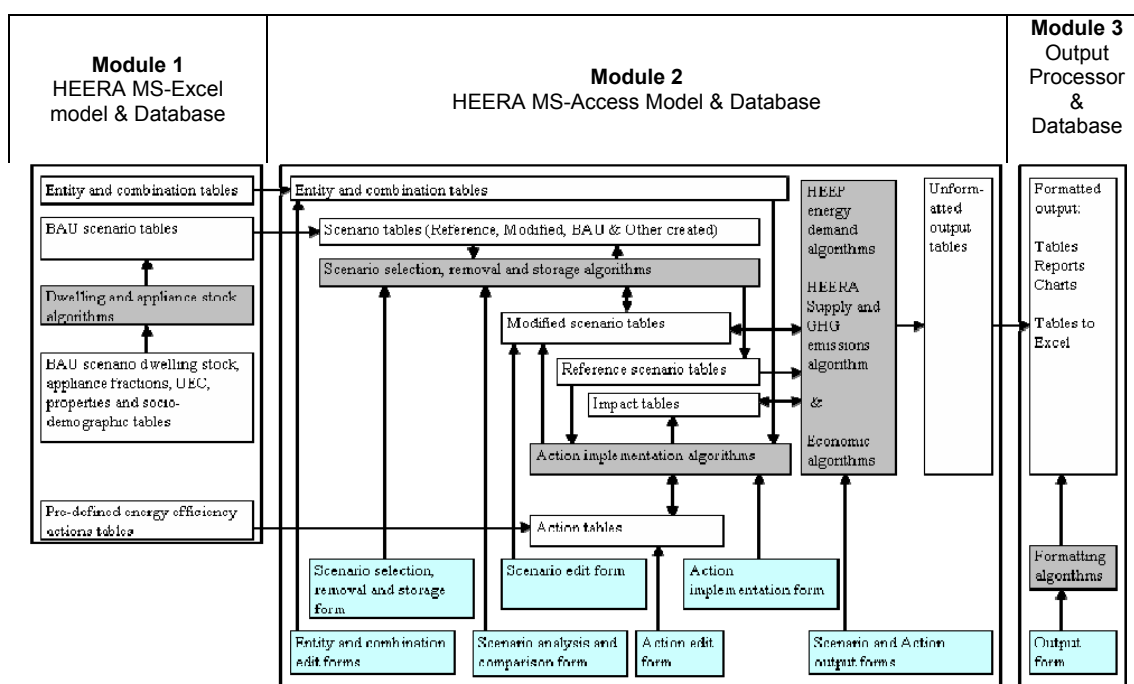 Module 1
HEERA MS-Excel
model & Database
Module 2
HEERA MS-Access Model & Database
Module 3
Output
Processor
&
Database
Entity and combination tables
BAU scenario tables
Dwelling and appliance stock
algorithms
BAU scenario dwelling stock,
appliance fractions, UEC,
properties and socio-
demographic tables
Pre-defined energy efficiency
actions tables
Entity and combination tables
Scenario tables (Reference, Modified, BAU & Other created)
Scenario selection, removal and storage algorithms
Modified scenario tables
Reference scenario tables
Impact tables
Action implementation algorithms
Action tables
Scenario selection,
removal and storage
form
Scenario edit form
Action
implementation form
Entity and combination
edit forms
Scenario analysis and
comparison form
Action edit
form
Scenario and Action
output forms
HEEP
energy
demand
algorithms
HEERA
Supply and
GHG
emissions
algorithm
&
Economic
algorithms
Unform-
atted
output
tables
Formatted
output:
Tables
Reports
Charts
Tables to
Excel
Formatting
algorithms
Output
form